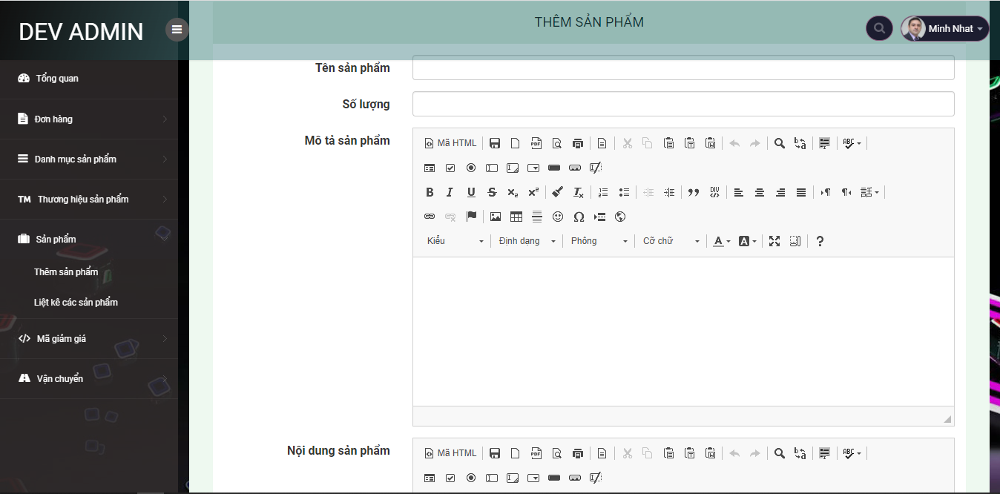 DEV ADMIN
THÊM SẢN PHẨM
Minh Nhat
Tổng quan
Đơn hàng
Danh mục sản phẩm
TM Thương hiệu sản phẩm
Sản phẩm
Thêm sản phẩm
Liệt kê các sản phẩm
Mã giảm giá
Vận chuyển
Tên sản phẩm
Số lượng
Mô tả sản phẩm
Mã HTML
Kiểu Định dạng Phông Cỡ chữ
Nội dung sản phẩm
Mã HTML